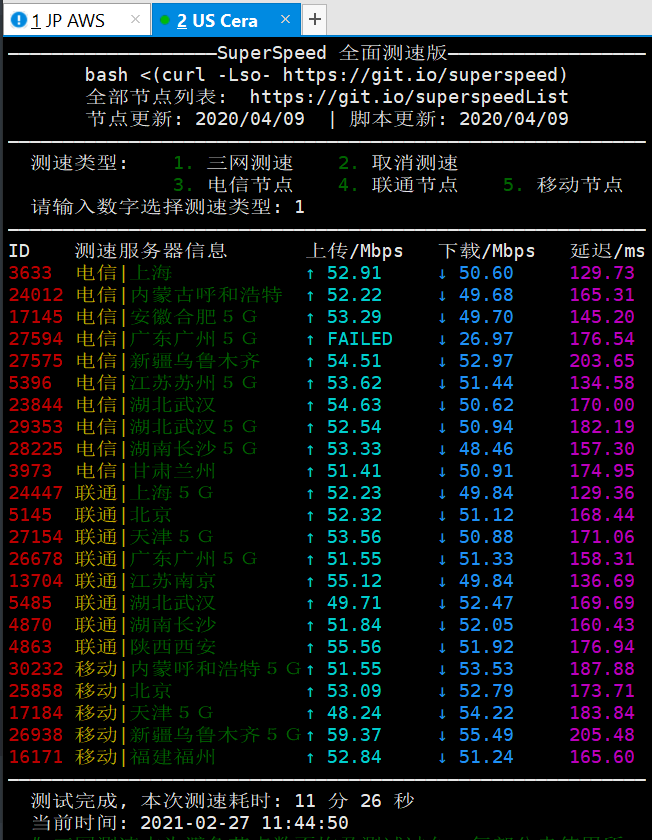 1 JP AWS × 2 US Cera × +
SuperSpeed 全面测速版
bash <(curl -Lso- https://git.io/superspeed)
全部节点列表: https://git.io/superspeedList
节点更新: 2020/04/09 | 脚本更新: 2020/04/09
测速类型: 1. 三网测速 2. 取消测速
3. 电信节点 4. 联通节点 5. 移动节点
请输入数字选择测速类型: 1
ID 测速服务器信息 上传/Mbps 下载/Mbps 延迟/ms
3633 电信|上海 ↑ 52.91 ↓ 50.60 129.73
24012 电信|内蒙古呼和浩特 ↑ 52.22 ↓ 49.68 165.31
17145 电信|安徽合肥５Ｇ ↑ 53.29 ↓ 49.70 145.20
27594 电信|广东广州５Ｇ ↑ FAILED ↓ 26.97 176.54
27575 电信|新疆乌鲁木齐 ↑ 54.51 ↓ 52.97 203.65
5396 电信|江苏苏州５Ｇ ↑ 53.62 ↓ 51.44 134.58
23844 电信|湖北武汉 ↑ 54.63 ↓ 50.62 170.00
29353 电信|湖北武汉５Ｇ ↑ 52.54 ↓ 50.94 182.19
28225 电信|湖南长沙５Ｇ ↑ 53.33 ↓ 48.46 157.30
3973 电信|甘肃兰州 ↑ 51.41 ↓ 50.91 174.95
24447 联通|上海５Ｇ ↑ 52.23 ↓ 49.84 129.36
5145 联通|北京 ↑ 52.32 ↓ 51.12 168.44
27154 联通|天津５Ｇ ↑ 53.56 ↓ 50.88 171.06
26678 联通|广东广州５Ｇ ↑ 51.55 ↓ 51.33 158.31
13704 联通|江苏南京 ↑ 55.12 ↓ 49.84 136.69
5485 联通|湖北武汉 ↑ 49.71 ↓ 52.47 169.69
4870 联通|湖南长沙 ↑ 51.84 ↓ 52.05 160.43
4863 联通|陕西西安 ↑ 55.56 ↓ 51.92 176.94
30232 移动|内蒙呼和浩特５Ｇ↑ 51.55 ↓ 53.53 187.88
25858 移动|北京 ↑ 53.09 ↓ 52.79 173.71
17184 移动|天津５Ｇ ↑ 48.24 ↓ 54.22 183.84
26938 移动|新疆乌鲁木齐５Ｇ↑ 59.37 ↓ 55.49 205.48
16171 移动|福建福州 ↑ 52.84 ↓ 51.24 165.60
测试完成, 本次测速耗时: 11 分 26 秒
当前时间: 2021-02-27 11:44:50